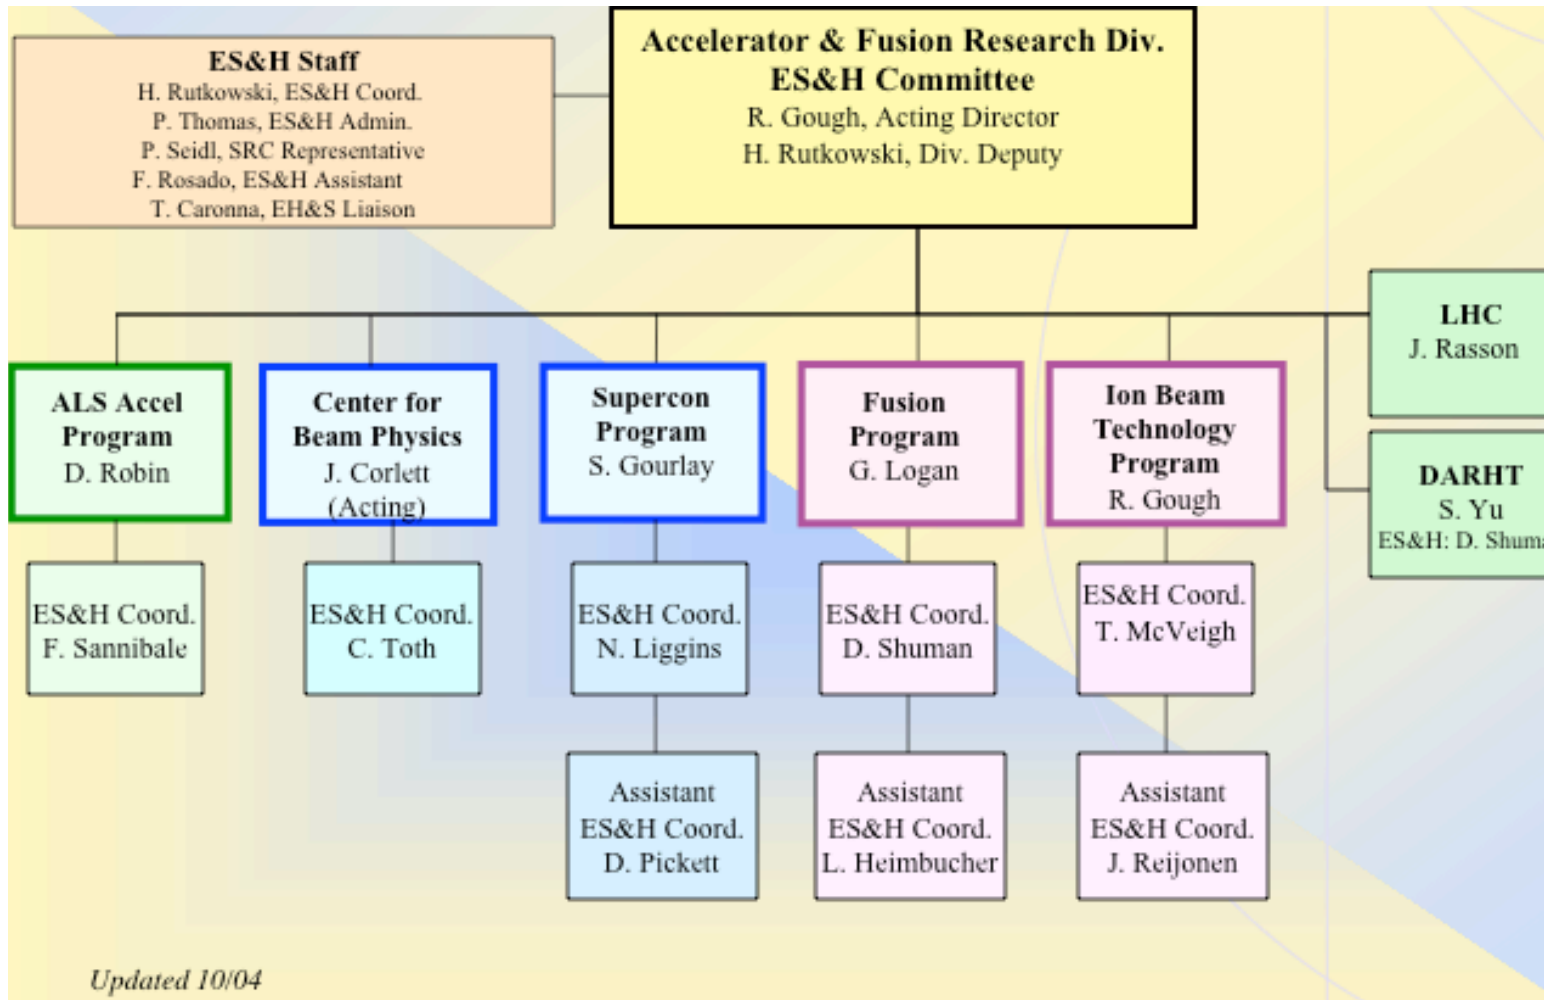 ES&H Staff
H. Rutkowski, ES&H Coord.
P. Thomas, ES&H Admin.
P. Seidl, SRC Representative
F. Rosado, ES&H Assistant
T. Caronna, EH&S Liaison
Accelerator & Fusion Research Div.
ES&H Committee
R. Gough, Acting Director
H. Rutkowski, Div. Deputy
LHC
J. Rasson
DARHT
S. Yu
ES&H: D. Shuma
ALS Accel
Program
D. Robin
Center for
Beam Physics
J. Corlett
(Acting)
Supercon
Program
S. Gourlay
Fusion
Program
G. Logan
Ion Beam
Technology
Program
R. Gough
ES&H Coord.
F. Sannibale
ES&H Coord.
C. Toth
ES&H Coord.
N. Liggins
ES&H Coord.
D. Shuman
ES&H Coord.
T. McVeigh
Assistant
ES&H Coord.
D. Pickett
Assistant
ES&H Coord.
L. Heimbucher
Assistant
ES&H Coord.
J. Reijonen
Updated 10/04